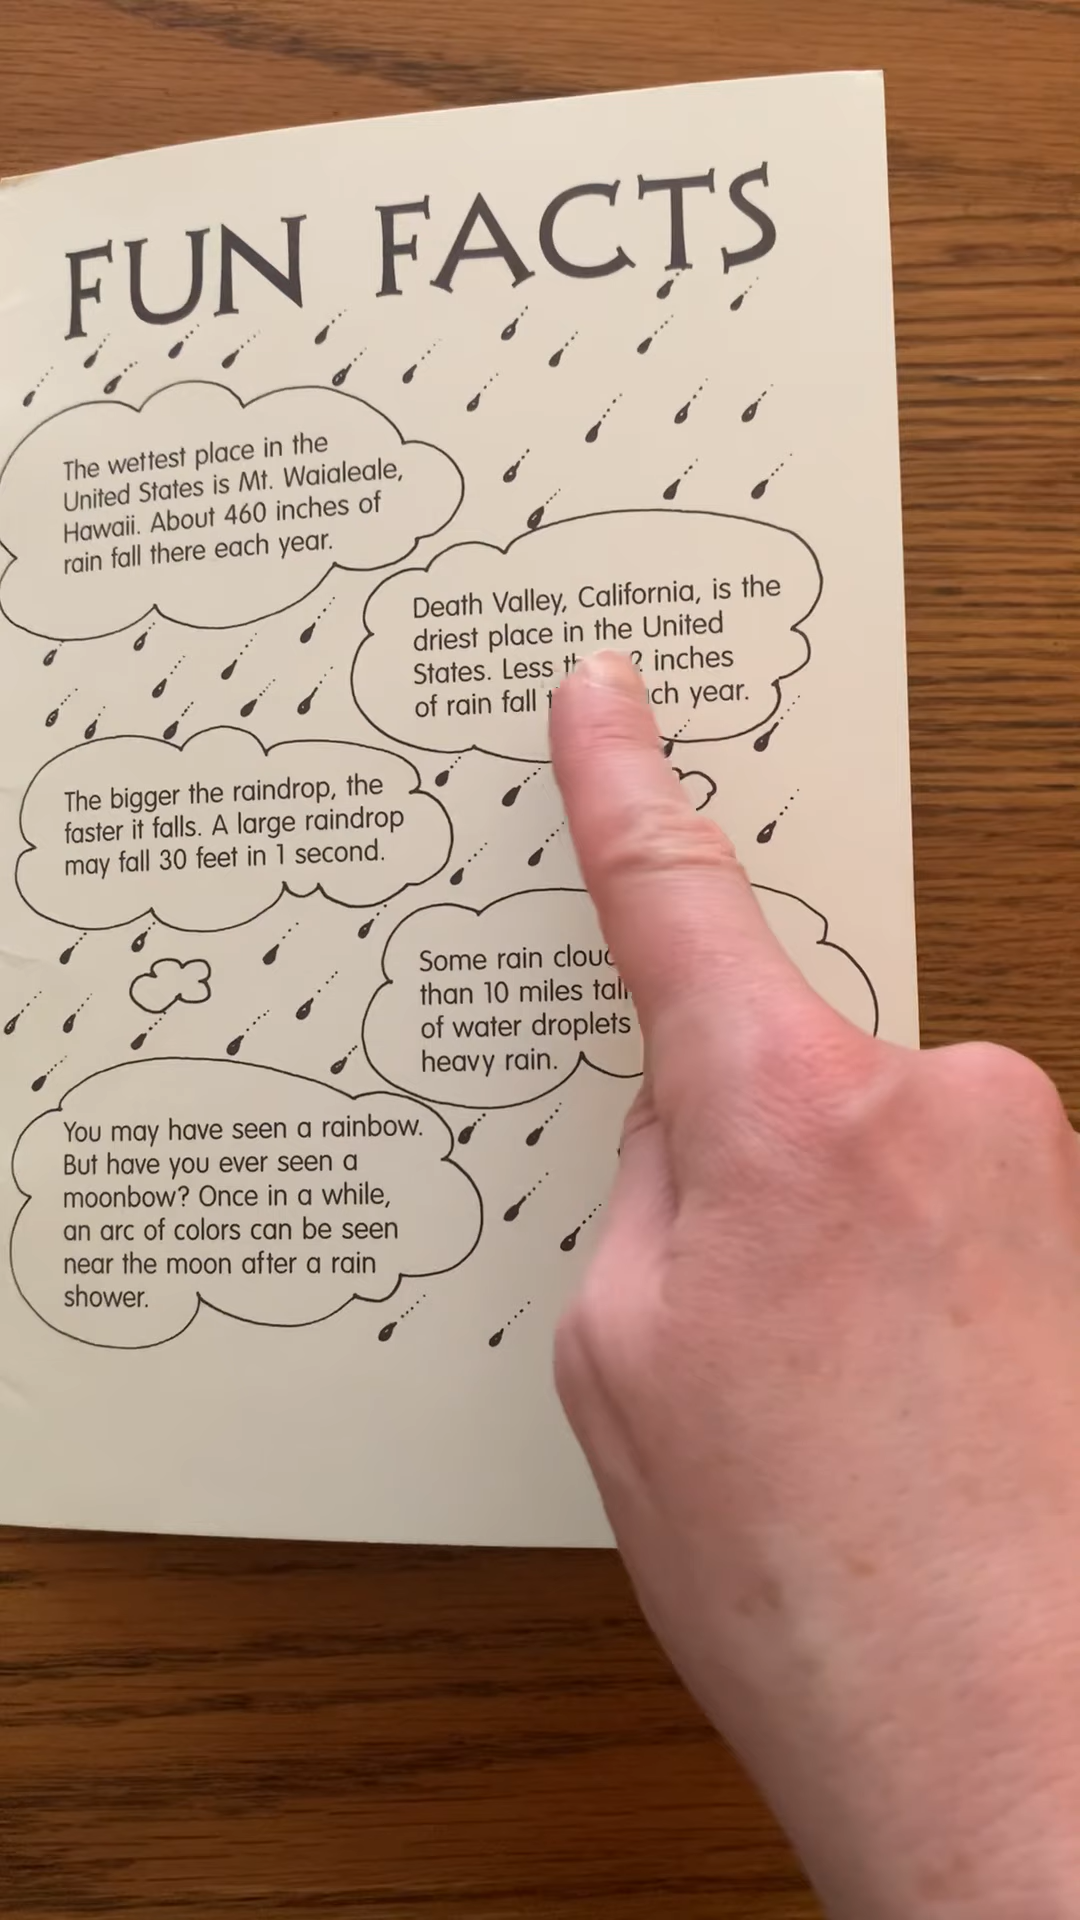 FUN FACTS
The wettest place in the
United States is Mt. Waialeale,
Hawaii. About 460 inches of
rain fall there each year.
Death Valley, California, is the
driest place in the United
States. Less 2 inches
of rain fall year.
The bigger the raindrop, the
faster it falls. A large raindrop
may fall 30 feet in 1 second.
Some rain
than 10 miles
of water droplets
heavy rain.
You may have seen a rainbow.
But have you ever seen a
moonbow? Once in a while,
an arc of colors can be seen
near the moon after a rain
shower.